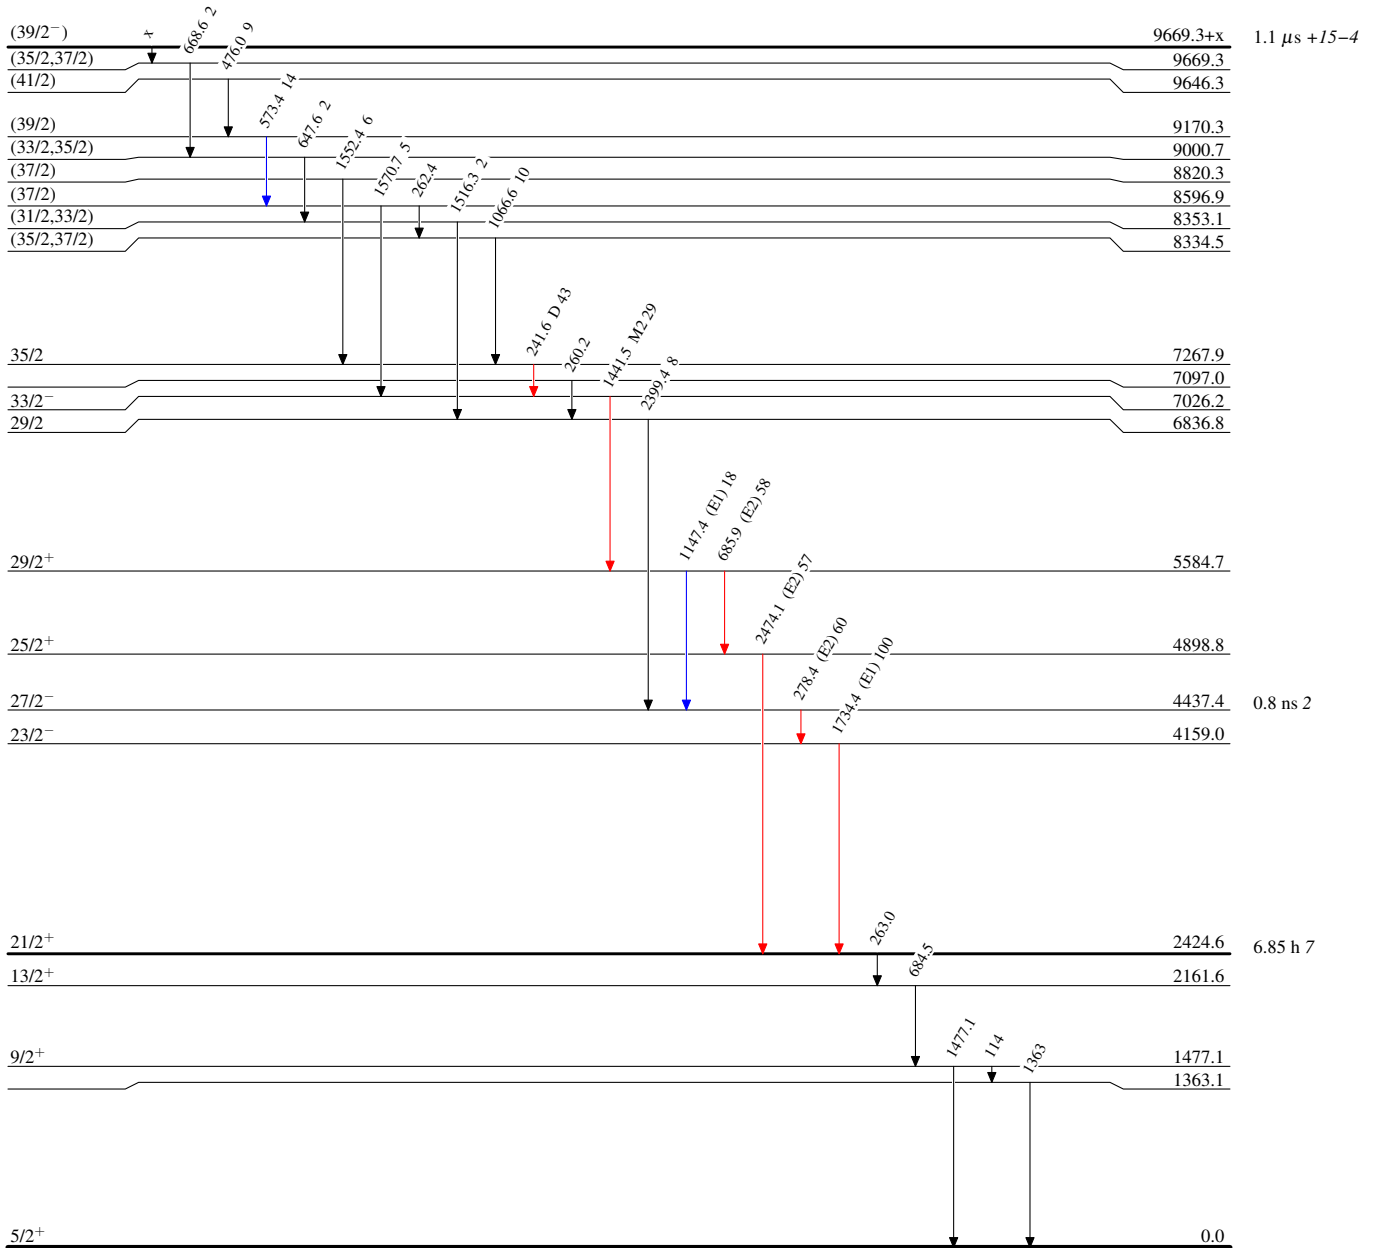 (39/2−) x 668.6 2 9669.3+x 1.1 μs +15−4
(35/2,37/2) 476.0 9 9669.3
(41/2) 573.4 14 9646.3
(39/2) 647.6 2 9170.3
(33/2,35/2) 1552.4 6 9000.7
(37/2) 1570.7 5 262.4 8820.3
(37/2) 1516.3 2 8596.9
(31/2,33/2) 1066.6 10 8353.1
(35/2,37/2) 8334.5
241.6 D 43
35/2 260.2 1441.5 M2 29 7267.9
2399.4 8 7097.0
33/2− 7026.2
29/2 6836.8
1147.4 (E1) 18 685.9 (E2) 58
29/2+ 5584.7
2474.1 (E2) 57
25/2+ 4898.8
278.4 (E2) 60
1734.4 (E1) 100
27/2− 4437.4 0.8 ns 2
23/2− 4159.0
263.0
21/2+ 684.5 2424.6 6.85 h 7
13/2+ 2161.6
1477.1 114 1363
9/2+ 1477.1
1363.1
5/2+ 0.0